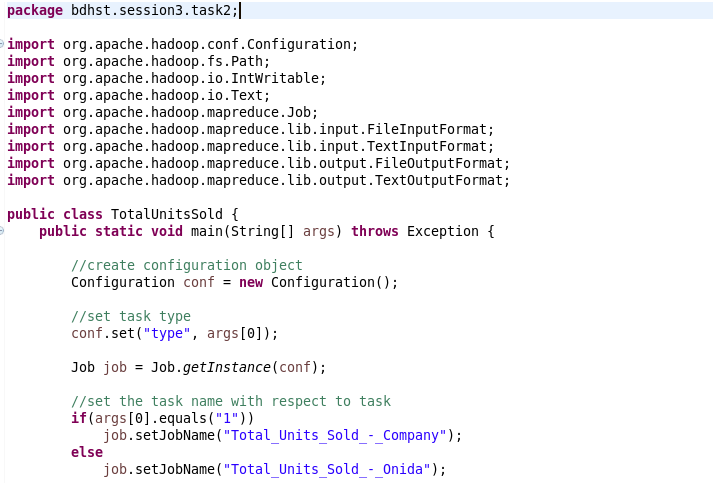 package bdhst.session3.task2;
import org.apache.hadoop.conf.Configuration;
import org.apache.hadoop.fs.Path;
import org.apache.hadoop.io.IntWritable;
import org.apache.hadoop.io.Text;
import org.apache.hadoop.mapreduce.Job;
import org.apache.hadoop.mapreduce.lib.input.FileInputFormat;
import org.apache.hadoop.mapreduce.lib.input.TextInputFormat;
import org.apache.hadoop.mapreduce.lib.output.FileOutputFormat;
import org.apache.hadoop.mapreduce.lib.output.TextOutputFormat;
public class TotalUnitsSold {
    public static void main(String[] args) throws Exception {
        //create configuration object
        Configuration conf = new Configuration();
        //set task type
        conf.set("type", args[0]);
        Job job = Job.getInstance(conf);
        //set the task name with respect to task
        if(args[0].equals("1"))
            job.setJobName("Total_Units_Sold_-_Company");
        else
            job.setJobName("Total_Units_Sold_-_Onida");